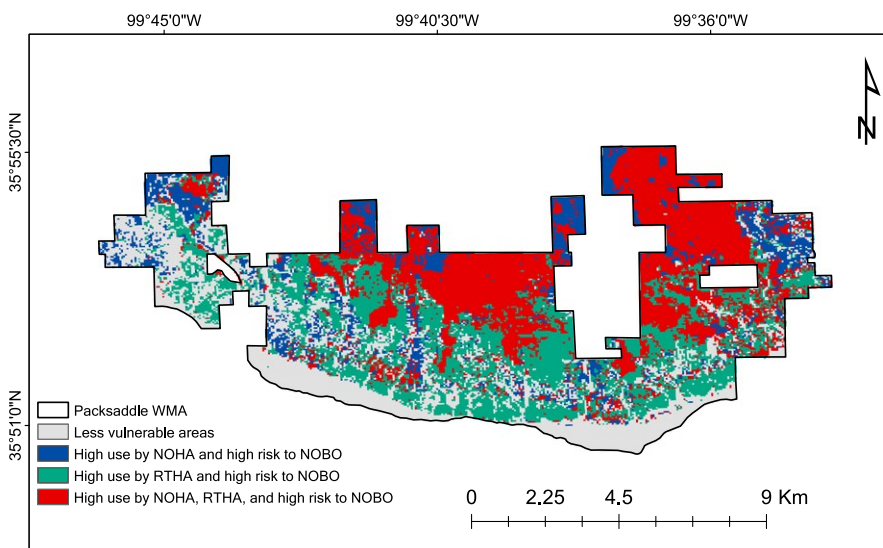 99°45'0"W 99°40'30"W 99°36'0"W
35°55'30"N
N
35°51'0"N
Packsaddle WMA
Less vulnerable areas
High use by NOHA and high risk to NOBO
High use by RTHA and high risk to NOBO
High use by NOHA, RTHA, and high risk to NOBO
0 2.25 4.5 9 Km